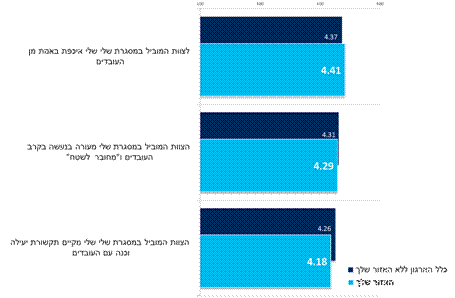 לצוות המוביל במסגרת שלי שלי איכפת באמת מן
העובדים
4.37
4.41
הצוות המוביל במסגרת שלי מעורה בנעשה בקרב
העובדים ו"מחובר לשטח"
4.31
4.29
הצוות המוביל במסגרת שלי שלי מקיים תקשורת יעילה
וכנה עם העובדים
4.26
4.18
כלל הארגון ללא האזור שלך
האזור שלך